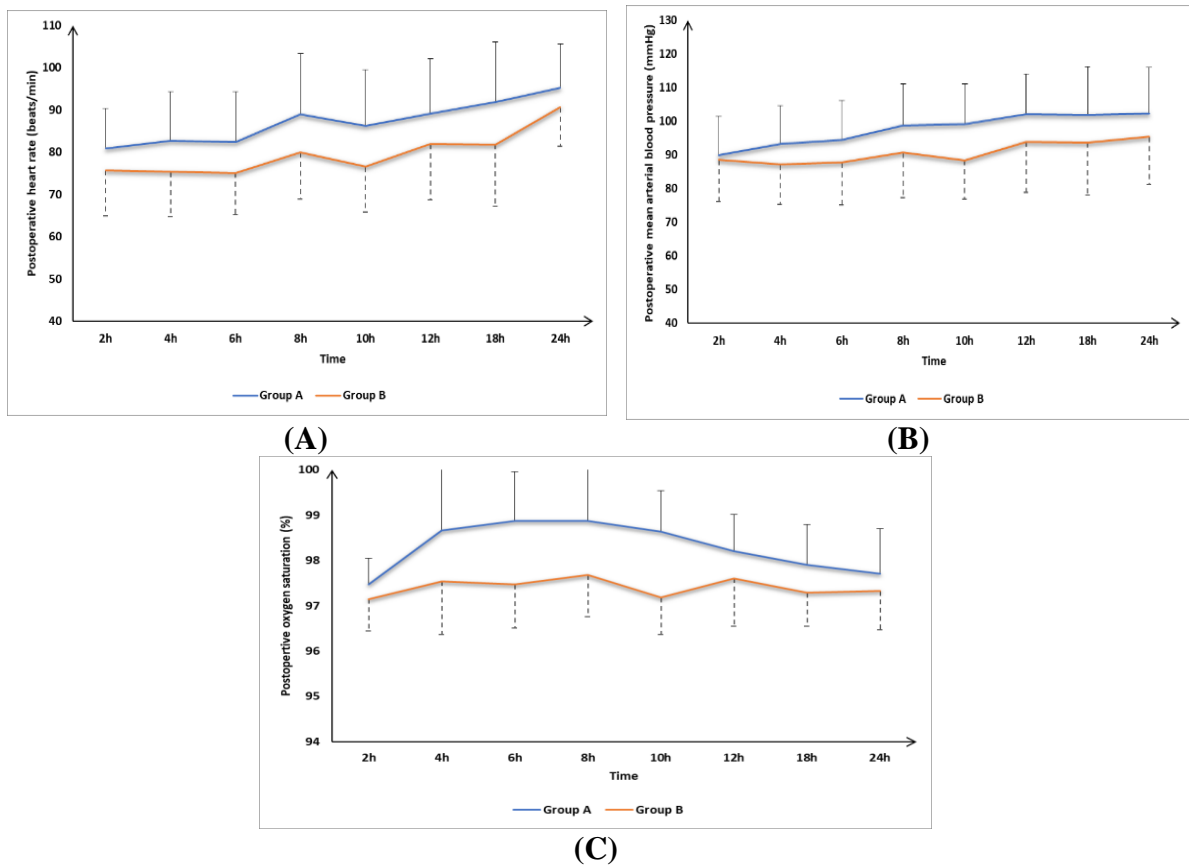 Postoperative heart rate (beats/min)
110
100
90
80
70
60
50
40
2h 4h 6h 8h 10h 12h 18h 24h
Time
Group A Group B
(A)
Postoperative mean arterial blood pressure (mmHg)
130
120
110
100
90
80
70
60
50
40
2h 4h 6h 8h 10h 12h 18h 24h
Time
Group A Group B
(B)
Postopertive oxygen saturation (%)
100
99
98
97
96
95
94
2h 4h 6h 8h 10h 12h 18h 24h
Time
Group A Group B
(C)